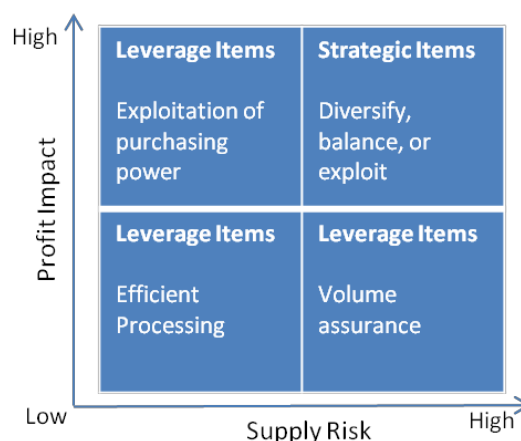 High
Leverage Items
Exploitation of
purchasing
power
Strategic Items
Diversify,
balance, or
exploit
Profit Impact
Leverage Items
Efficient
Processing
Leverage Items
Volume
assurance
Low
Supply Risk
High